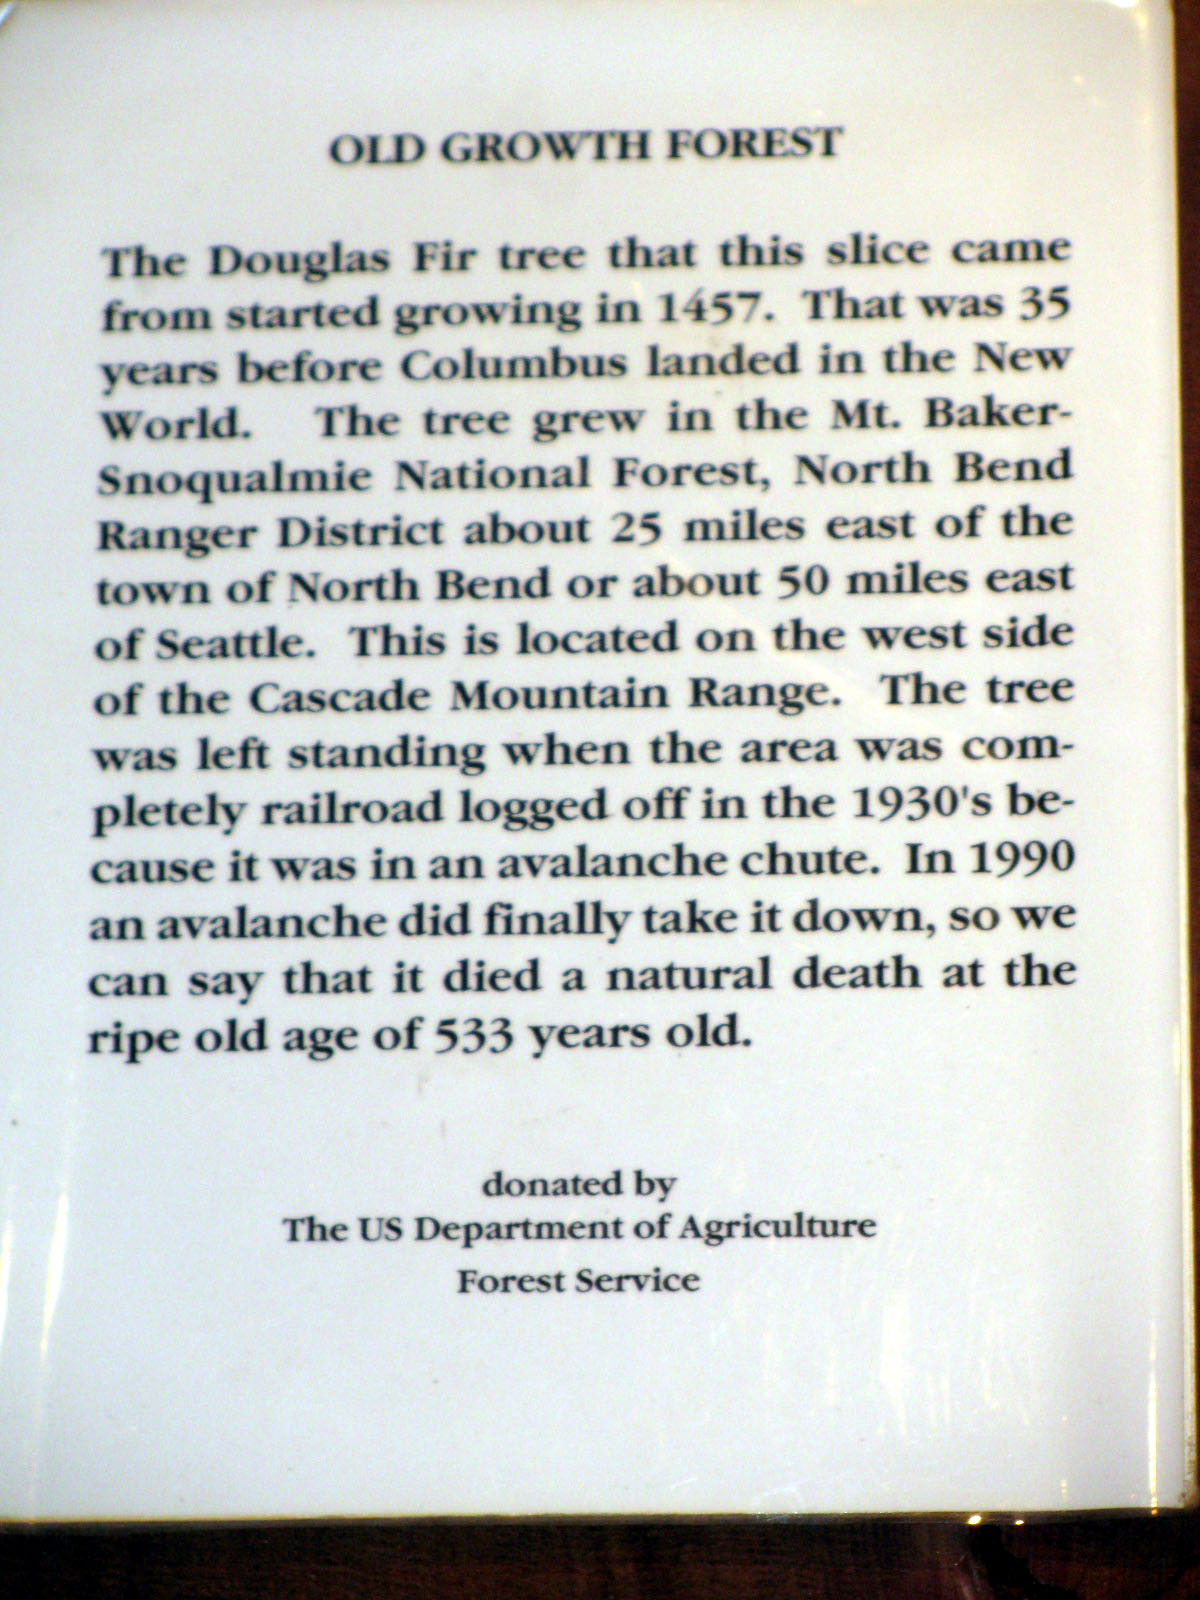 OLD GROWTH FOREST
The Douglas Fir tree that this slice came
from started growing in 1457. That was 35
years before Columbus landed in the New
World. The tree grew in the Mt. Baker-
Snoqualmie National Forest, North Bend
Ranger District about 25 miles east of the
town of North Bend or about 50 miles east
of Seattle. This is located on the west side
of the Cascade Mountain Range. The tree
was left standing when the area was com-
pletely railroad logged off in the 1930's be-
cause it was in an avalanche chute. In 1990
an avalanche did finally take it down, so we
can say that it died a natural death at the
ripe old age of 533 years old.
donated by
The US Department of Agriculture
Forest Service